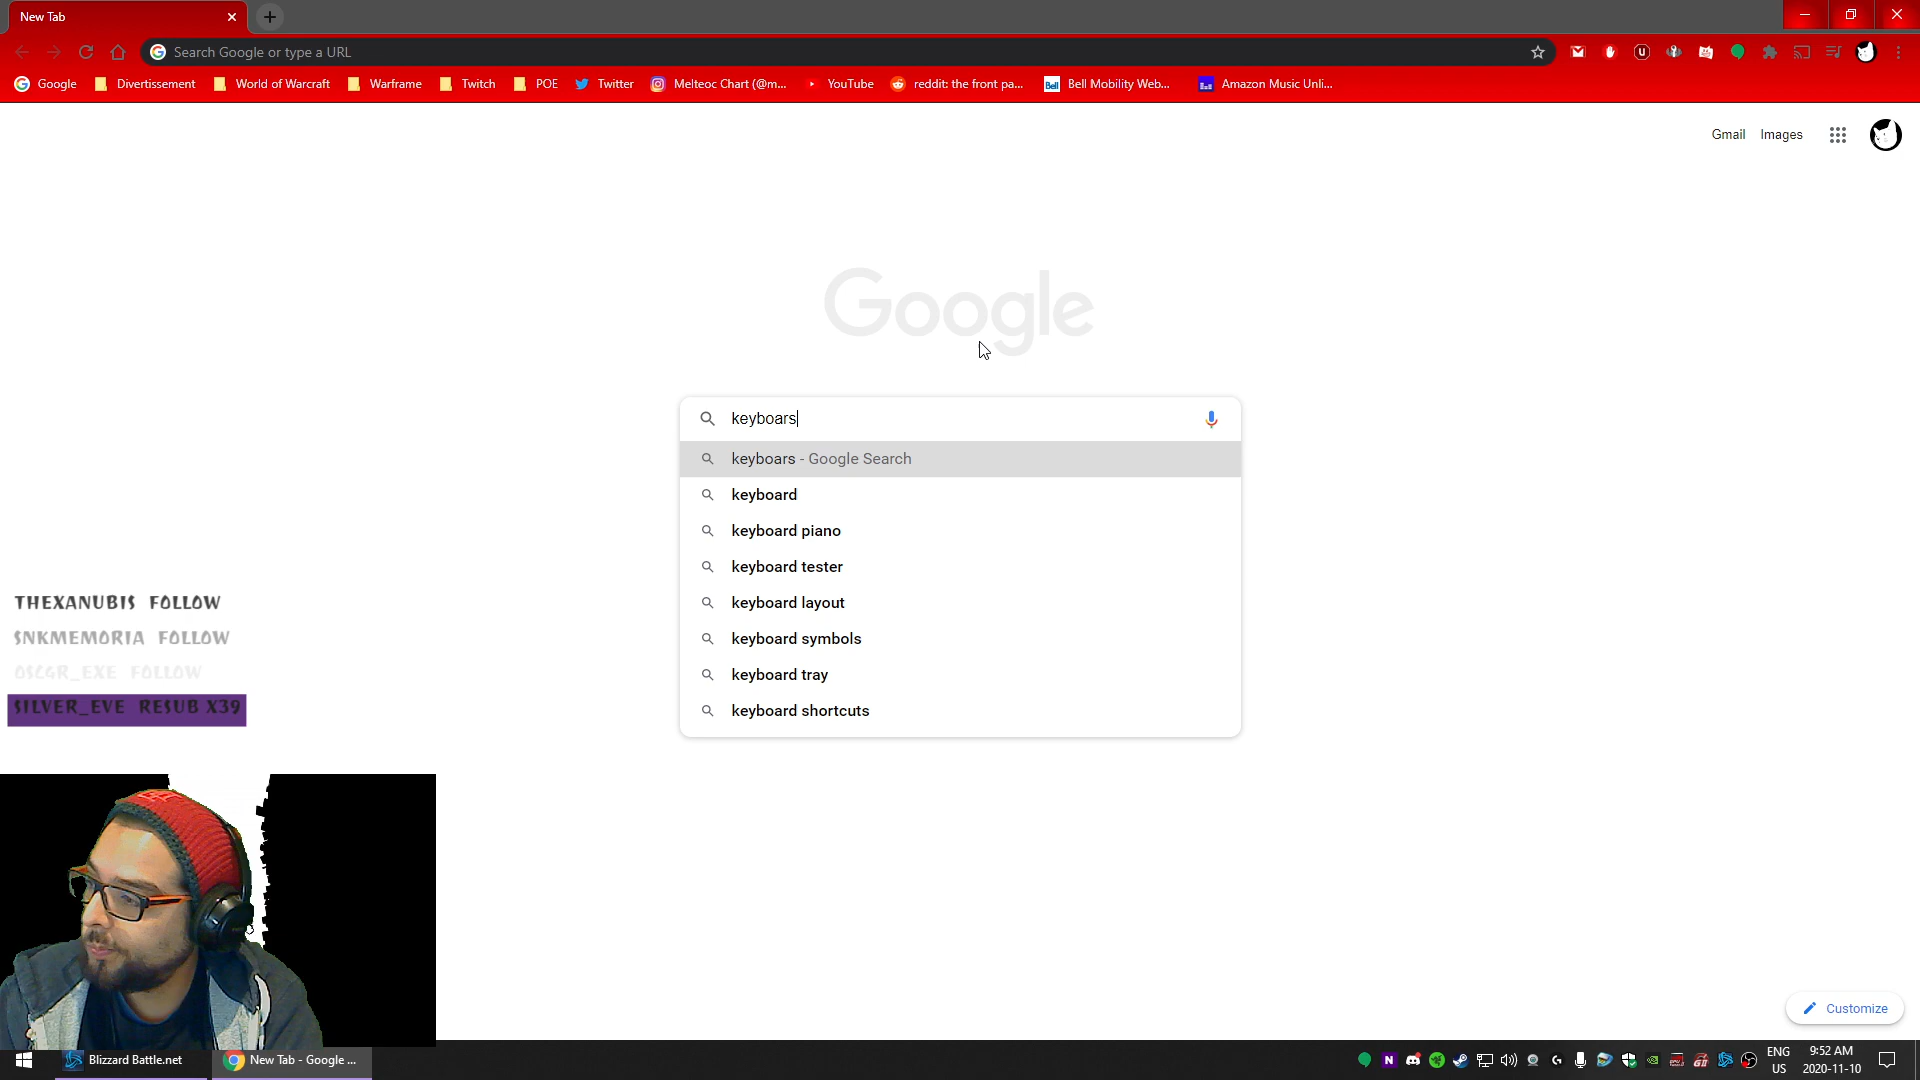 New Tab
Search Google or type a URL
Google Divertissement World of Warcraft Warframe Twitch POE Twitter Melteoc Chart (@m... YouTube reddit: the front pa... Bell Bell Mobility Web... Amazon Music Unli...
Gmail Images
Google
keyboars
keyboars - Google Search
keyboard
keyboard piano
keyboard tester
keyboard layout
keyboard symbols
keyboard tray
keyboard shortcuts
THEXANUBIS FOLLOW
SNKMEMORIA FOLLOW
OSCGR_EXE FOLLOW
SILVER_EVE RESUB X39
Customize
Blizzard Battle.net New Tab - Google ...
ENG 9:52 AM
US 2020-11-10